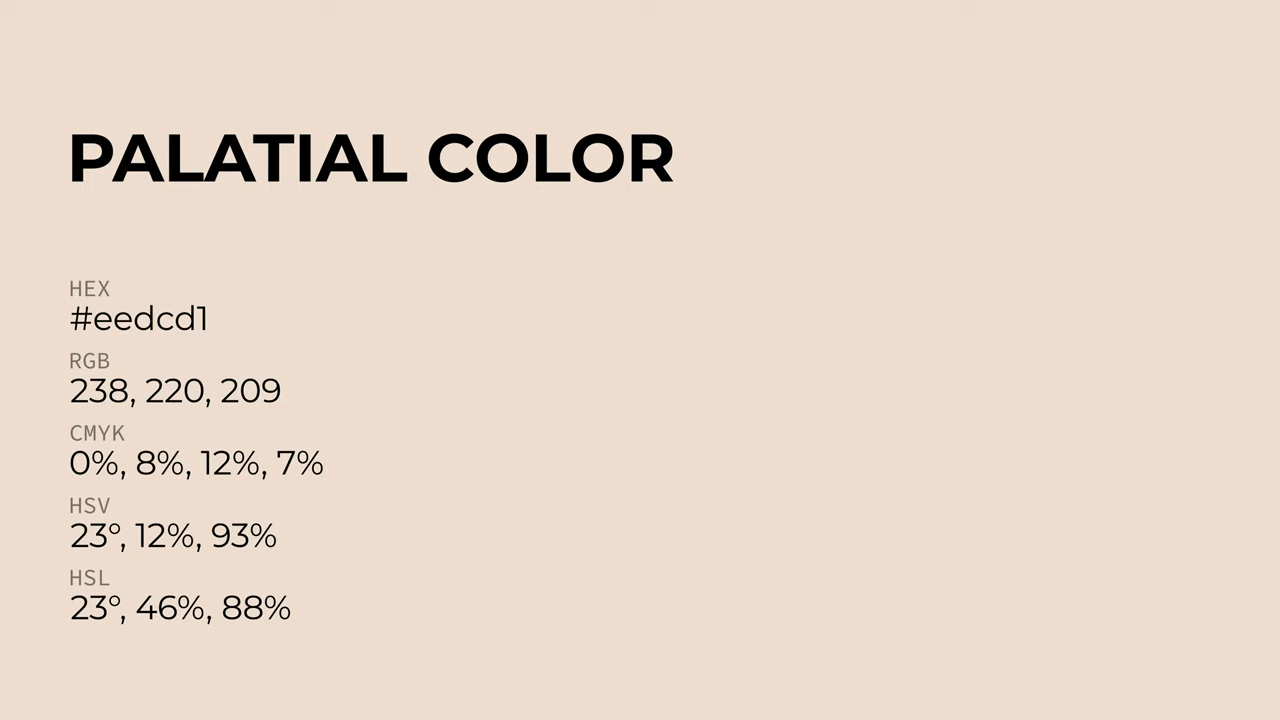 PALATIAL COLOR
HEX
#eedcd1
RGB
238, 220, 209
CMYK
0%, 8%, 12%, 7%
HSV
23°, 12%, 93%
HSL
23°, 46%, 88%